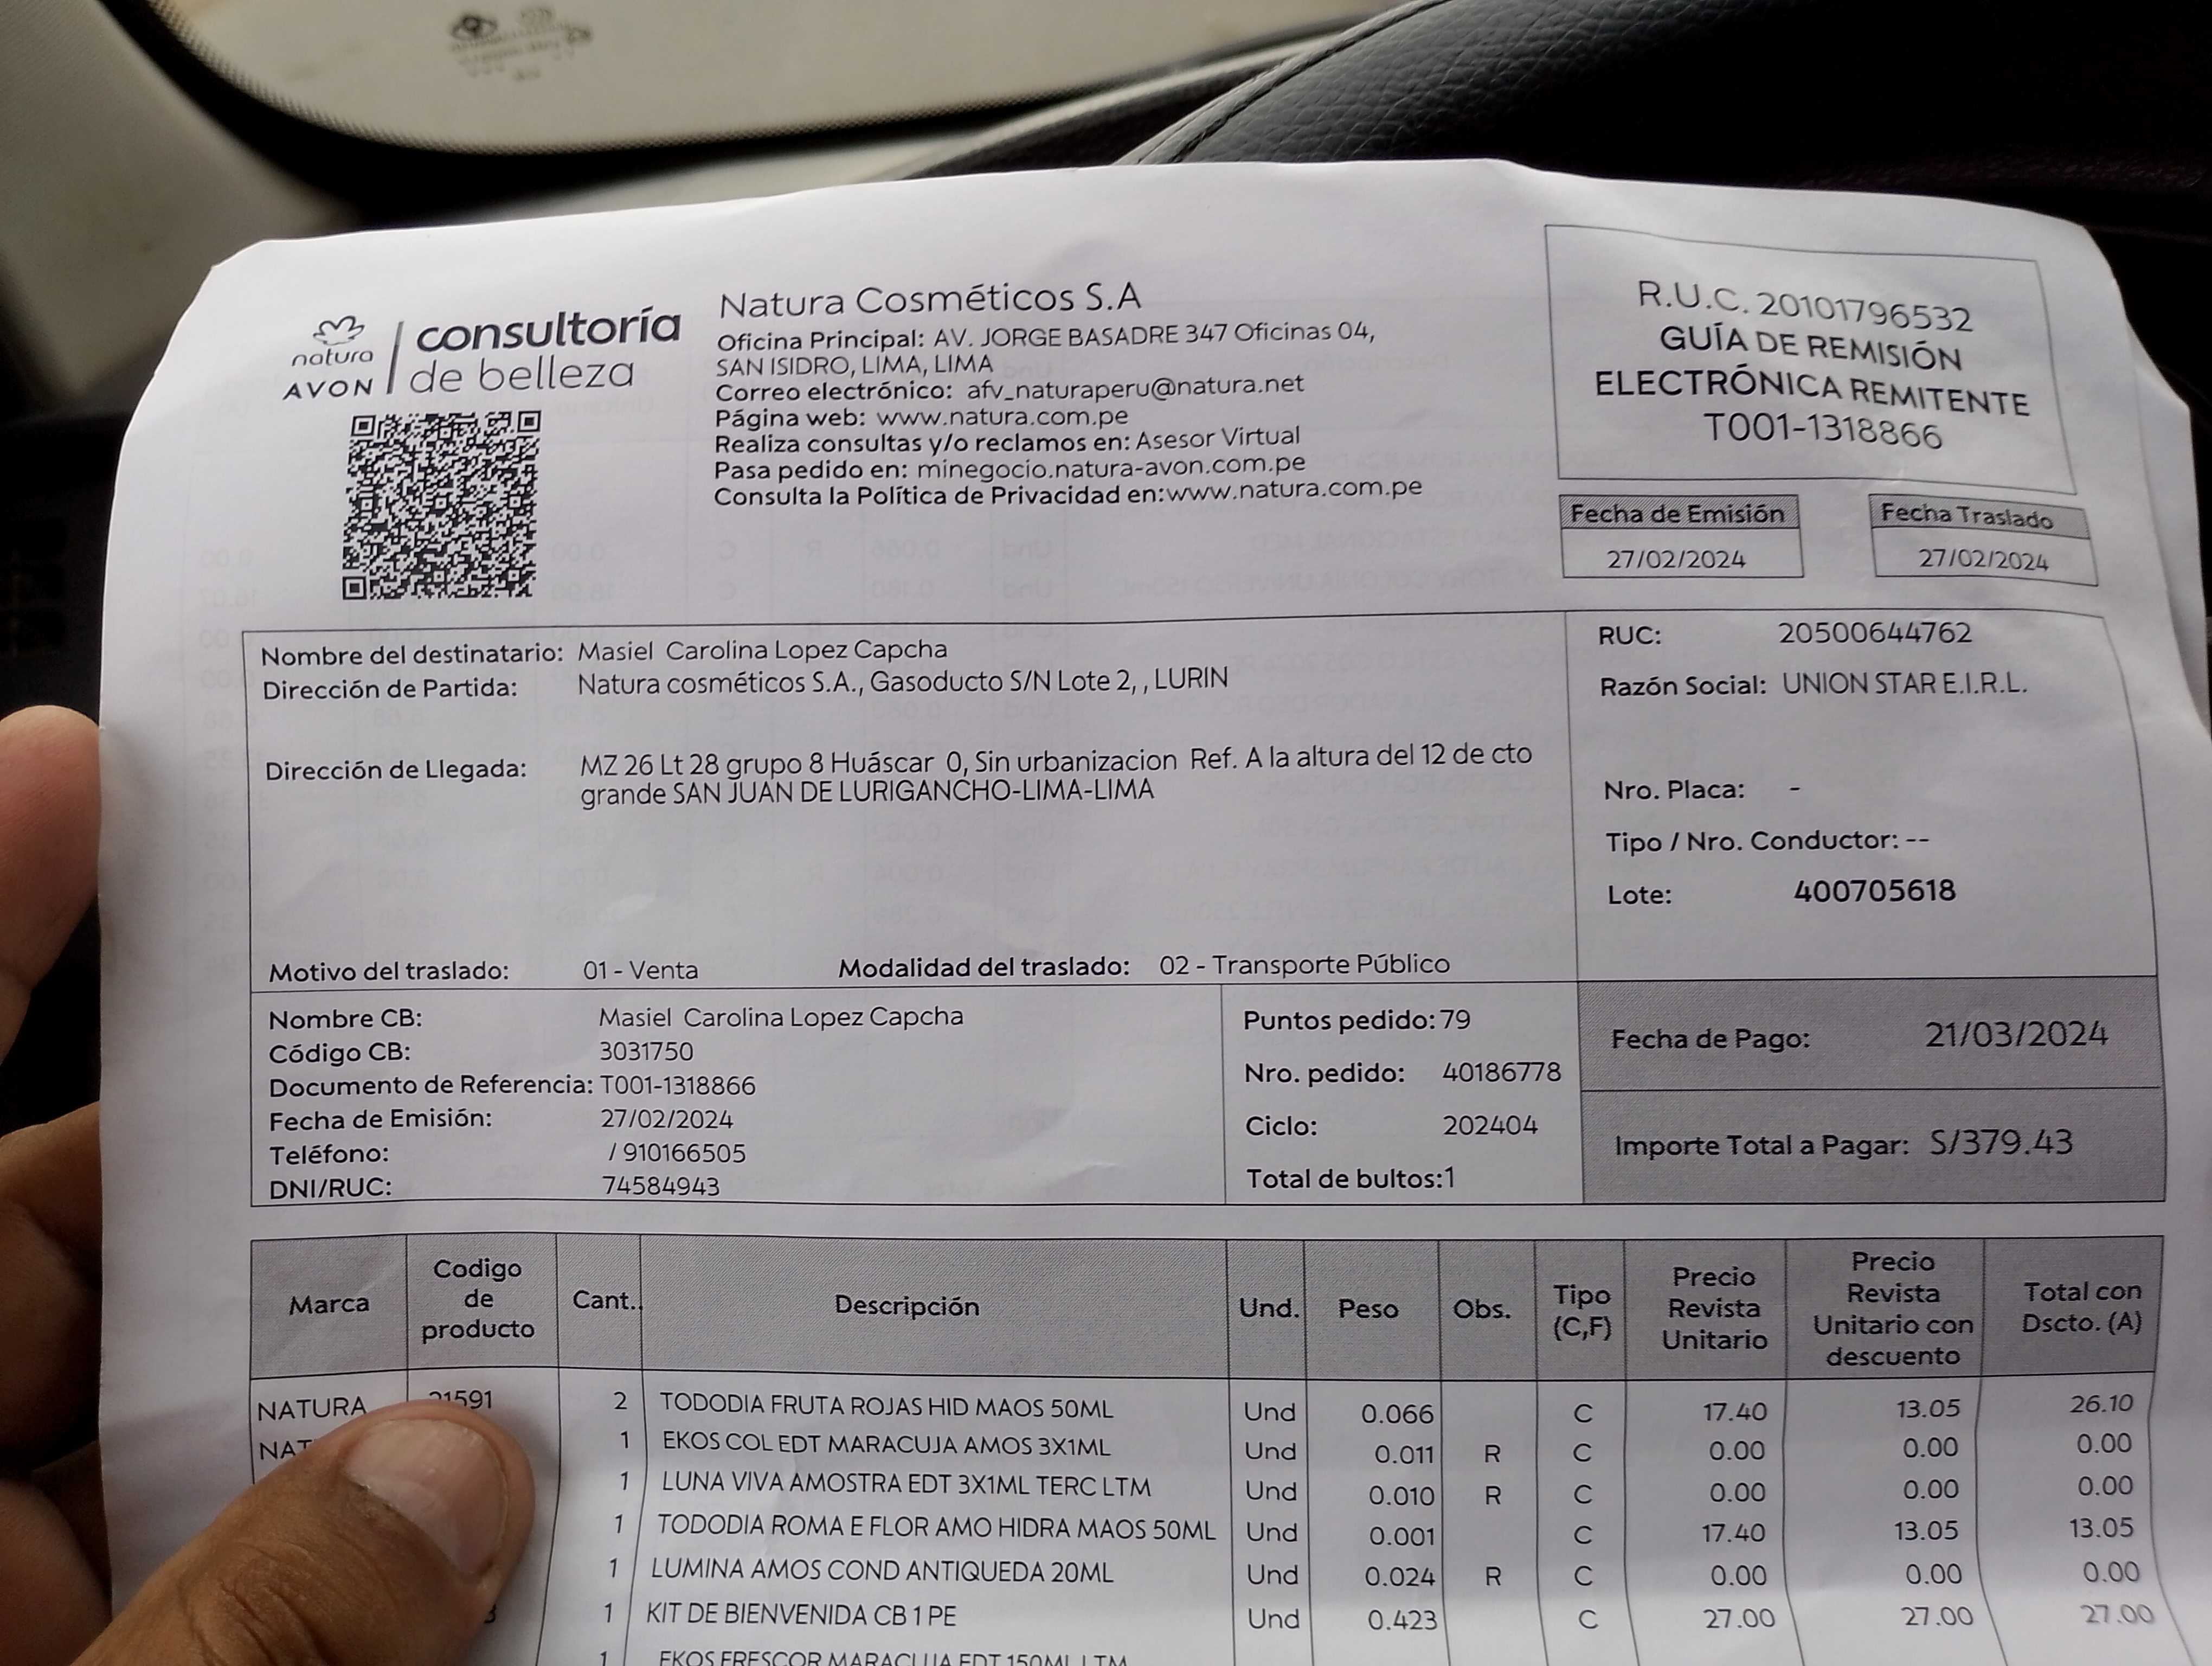 natura
AVON
consultoría
de belleza
Natura Cosméticos S.A
Oficina Principal: AV. JORGE BASADRE 347 Oficinas 04,
SAN ISIDRO, LIMA, LIMA
Correo electrónico: afv_naturaperu@natura.net
Página web: www.natura.com.pe
Realiza consultas y/o reclamos en: Asesor Virtual
Pasa pedido en: minegocio.natura-avon.com.pe
Consulta la Política de Privacidad en:www.natura.com.pe
R.U.C. 20101796532
GUÍA DE REMISIÓN
ELECTRÓNICA REMITENTE
T001-1318866
Fecha de Emisión
27/02/2024
Fecha Traslado
27/02/2024
Nombre del destinatario: Masiel Carolina Lopez Capcha
Dirección de Partida: Natura cosméticos S.A., Gasoducto S/N Lote 2, , LURIN
Dirección de Llegada: MZ 26 Lt 28 grupo 8 Huáscar 0, Sin urbanizacion Ref. A la altura del 12 de cto
grande SAN JUAN DE LURIGANCHO-LIMA-LIMA
Motivo del traslado: 01 - Venta Modalidad del traslado: 02 - Transporte Público
RUC: 20500644762
Razón Social: UNION STAR E.I.R.L.
Nro. Placa: -
Tipo / Nro. Conductor: --
Lote: 400705618
Nombre CB: Masiel Carolina Lopez Capcha
Código CB: 3031750
Documento de Referencia: T001-1318866
Fecha de Emisión: 27/02/2024
Teléfono: / 910166505
DNI/RUC: 74584943
Puntos pedido: 79
Nro. pedido: 40186778
Ciclo: 202404
Total de bultos:1
Fecha de Pago: 21/03/2024
Importe Total a Pagar: S/379.43
Marca Codigo de producto Cant. Descripción Und. Peso Obs. Tipo (C,F) Precio Revista Unitario Precio Revista Unitario con descuento Total con Dscto. (A)
NATURA 2 TODODIA FRUTA ROJAS HID MAOS 50ML Und 0.066 C 17.40 13.05 26.10
1 EKOS COL EDT MARACUJA AMOS 3X1ML Und 0.011 R C 0.00 0.00 0.00
1 LUNA VIVA AMOSTRA EDT 3X1ML TERC LTM Und 0.010 R C 0.00 0.00 0.00
1 TODODIA ROMA E FLOR AMO HIDRA MAOS 50ML Und 0.001 C 17.40 13.05 13.05
1 LUMINA AMOS COND ANTIQUEDA 20ML Und 0.024 R C 0.00 0.00 0.00
1 KIT DE BIENVENIDA CB 1 PE Und 0.423 C 27.00 27.00 27.00
1 EKOS FRESCOR MARACUJA EDT 150ML LTM